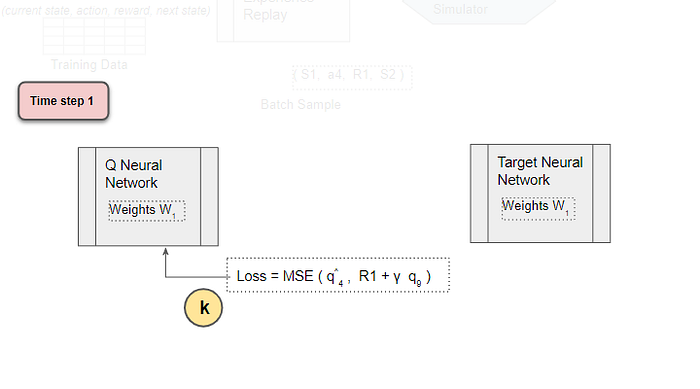 (current state, action, reward, next state)
Experience
Replay
Simulator
Training Data
( S1, a4, R1, S2 )
Batch Sample
Time step 1
Q Neural
Network
Weights W₁
Target Neural
Network
Weights W₁
Loss = MSE ( q̂₄ , R1 + γ q₉ )
k